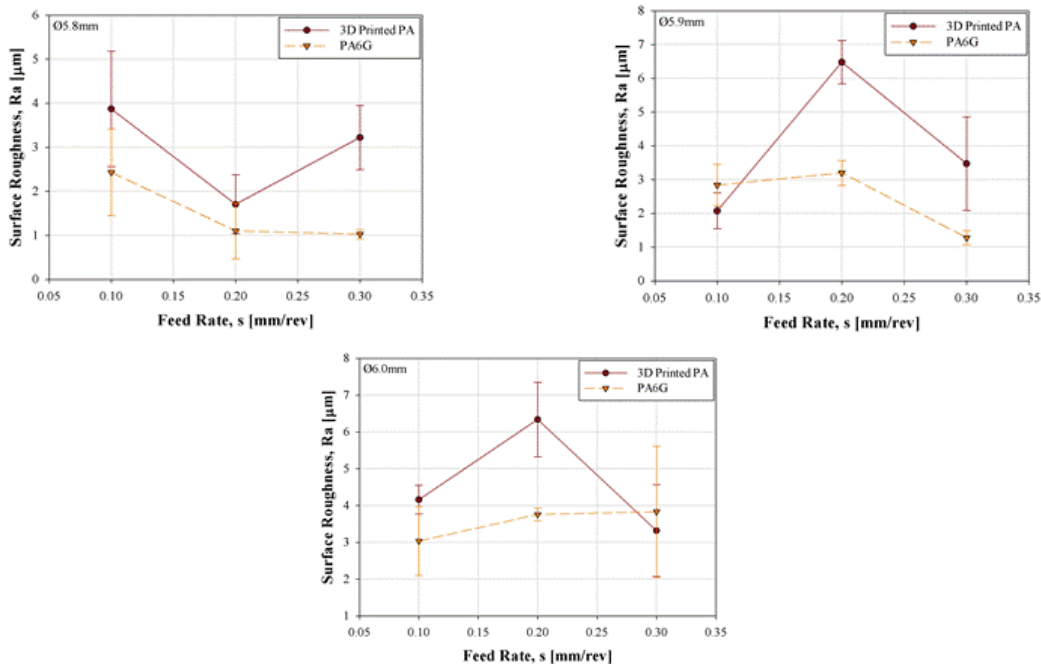 Ø5.8mm
3D Printed PA
PA6G
Surface Roughness, Ra [µm]
6
5
4
3
2
1
0
0.05 0.10 0.15 0.20 0.25 0.30 0.35
Feed Rate, s [mm/rev]
Ø5.9mm
3D Printed PA
PA6G
Surface Roughness, Ra [µm]
8
7
6
5
4
3
2
1
0
0.05 0.10 0.15 0.20 0.25 0.30 0.35
Feed Rate, s [mm/rev]
Ø6.0mm
3D Printed PA
PA6G
Surface Roughness, Ra [µm]
8
7
6
5
4
3
2
1
0.05 0.10 0.15 0.20 0.25 0.30 0.35
Feed Rate, s [mm/rev]